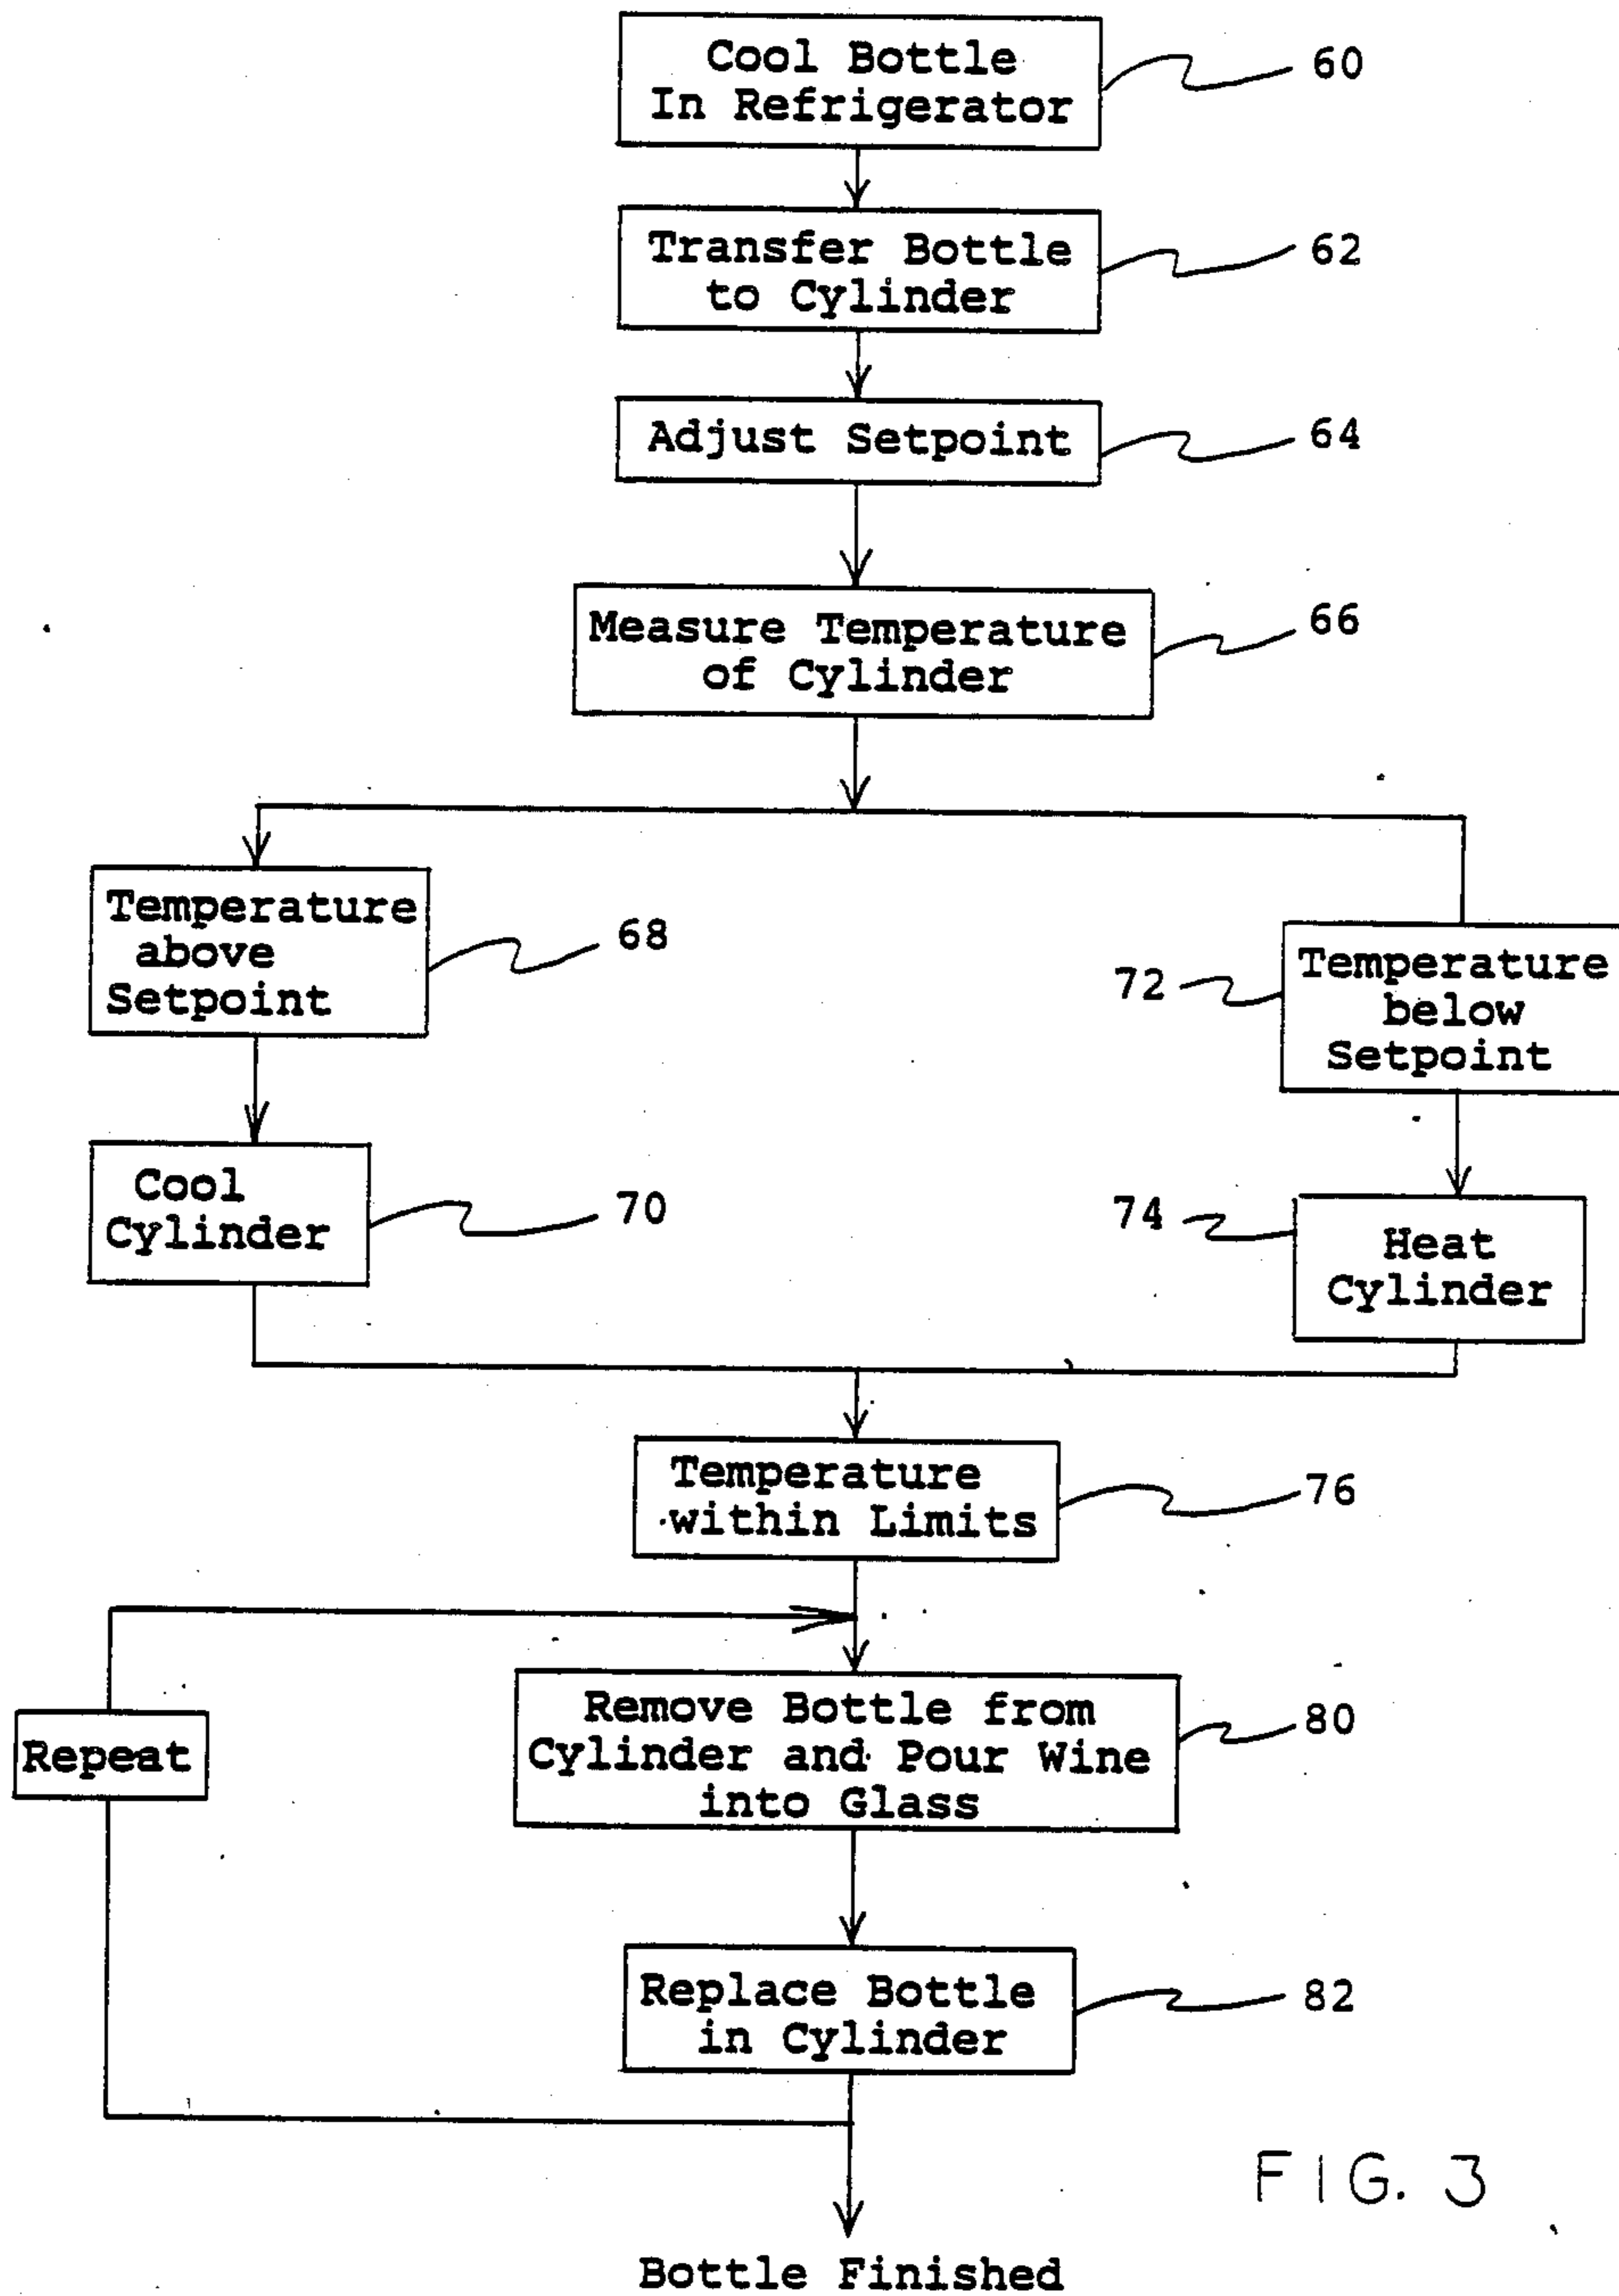 Cool Bottle
In Refrigerator
60
Transfer Bottle
to Cylinder
62
Adjust Setpoint
64
Measure Temperature
of Cylinder
66
Temperature
above
Setpoint
68
72
Temperature
below
Setpoint
Cool
Cylinder
70
74
Heat
Cylinder
Temperature
within Limits
76
Repeat
Remove Bottle from
Cylinder and Pour Wine
into Glass
80
Replace Bottle
in Cylinder
82
FIG. 3
Bottle Finished